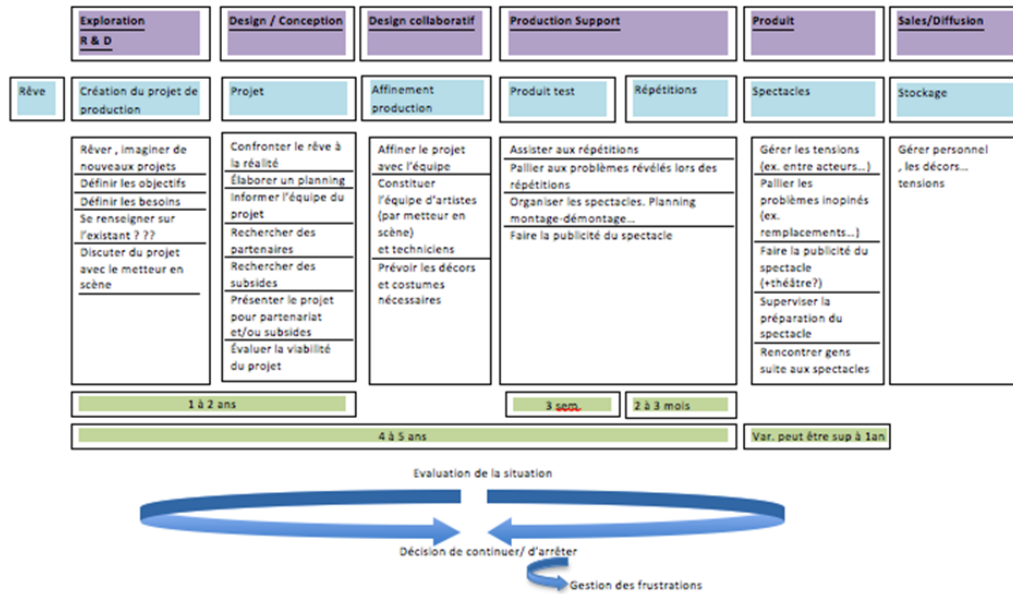 Exploration
R & D
Design / Conception
Design collaboratif
Production Support
Produit
Sales/Diffusion
Rêve
Création du projet de
production
Projet
Affinement
production
Produit test
Répétitions
Spectacles
Stockage
Rêver , imaginer de
nouveaux projets
Définir les objectifs
Définir les besoins
Se renseigner sur
l'existant ? ??
Discuter du projet
avec le metteur en
scène
Confronter le rêve à
la réalité
Élaborer un planning
Informer l'équipe du
projet
Rechercher des
partenaires
Rechercher des
subsides
Présenter le projet
pour partenariat
et/ou subsides
Évaluer la viabilité
du projet
Affiner le projet
avec l'équipe
Constituer
l'équipe d'artistes
(par metteur en
scène)
et techniciens
Prévoir les décors
et costumes
nécessaires
Assister aux répétitions
Pallier aux problèmes révélés lors des
répétitions
Organiser les spectacles. Planning
montage-démontage...
Faire la publicité du spectacle
Gérer les tensions
(ex. entre acteurs...)
Pallier les
problèmes inopinés
(ex.
remplacements...)
Faire la publicité du
spectacle
(+théâtre?)
Superviser la
préparation du
spectacle
Rencontrer gens
suite aux spectacles
Gérer personnel
, les décors...
tensions
1 à 2 ans
3 sem.
2 à 3 mois
4 à 5 ans
Var. peut être sup à 1an
Evaluation de la situation
Décision de continuer/ d'arrêter
Gestion des frustrations